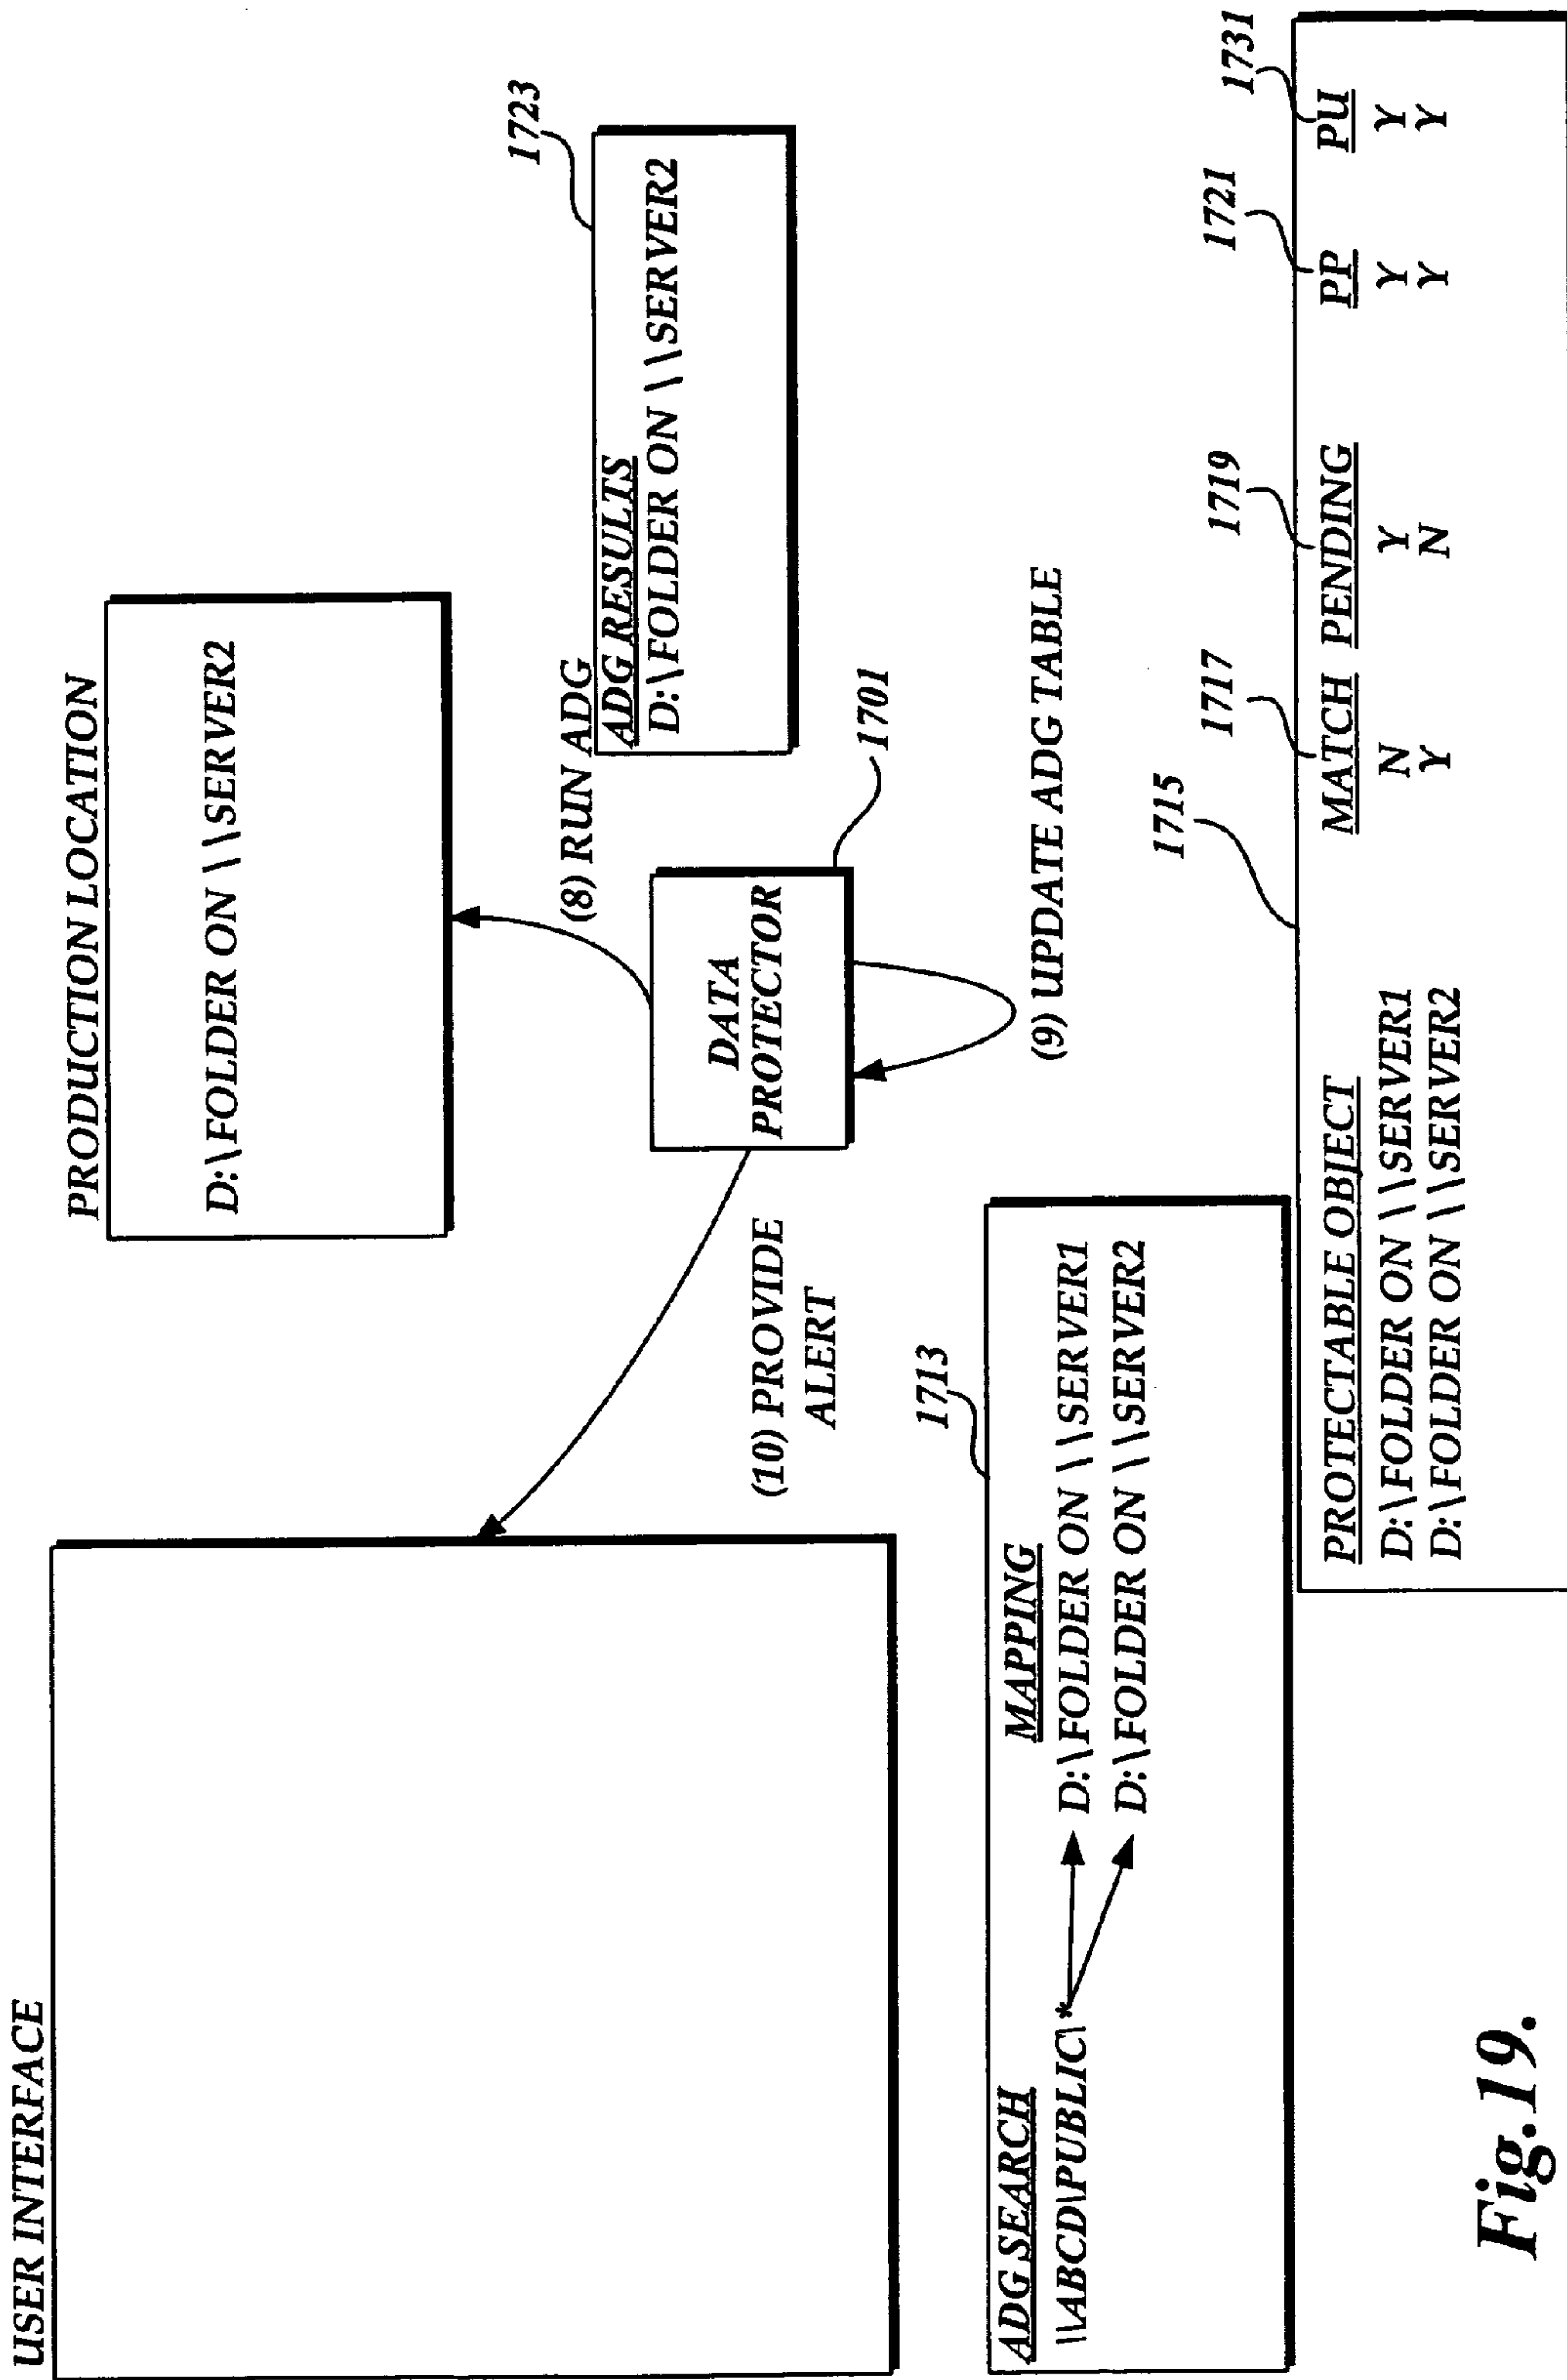 USER INTERFACE
PRODUCTION LOCATION
D:\FOLDER ON \\SERVER2
(8) RUN ADG
1723
ADG RESULTS
D:\FOLDER ON \\SERVER2
DATA
PROTECTOR
1701
(10) PROVIDE
ALERT
(9) UPDATE ADG TABLE
1713
ADG SEARCH MAPPING
\\ABCD\PUBLIC\* D:\FOLDER ON \\SERVER1
D:\FOLDER ON \\SERVER2
1715 1717 1719 1721 1731
PROTECTABLE OBJECT MATCH PENDING PP PU
D:\FOLDER ON \\SERVER1 N Y Y Y
D:\FOLDER ON \\SERVER2 Y N Y Y
Fig.19.